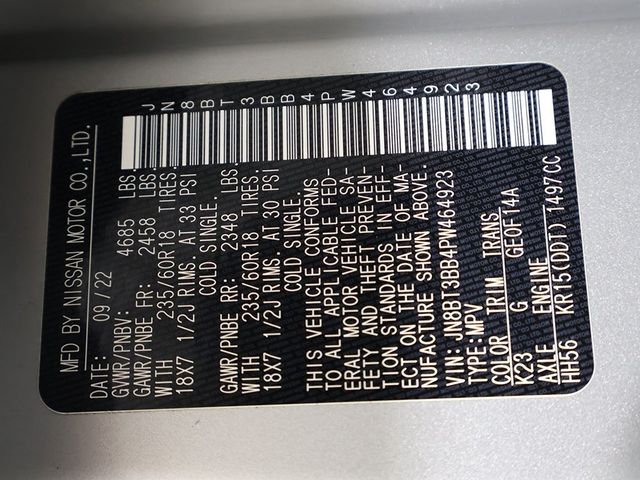 MFD BY NISSAN MOTOR CO.,LTD.
DATE: 09/22
GVWR/PNBV: 4685 LBS
GAWR/PNBE FR: 2458 LBS.
WITH 235/60R18 TIRES.
18X7 1/2J RIMS. AT 33 PSI
COLD SINGLE.
GAWR/PNBE RR: 2348 LBS.
WITH 235/60R18 TIRES.
18X7 1/2J RIMS. AT 30 PSI
COLD SINGLE.
THIS VEHICLE CONFORMS
TO ALL APPLICABLE FED-
ERAL MOTOR VEHICLE SA-
FETY AND THEFT PREVEN-
TION STANDARDS IN EFF-
ECT ON THE DATE OF MA-
NUFACTURE SHOWN ABOVE.
VIN: JN8BT3BB4PW464923
TYPE: MPV
COLOR TRIM TRANS
K23 G GE0F14A
AXLE ENGINE
HH56 KR15(DDT) 1497CC
JN8BT3BB4PW464923